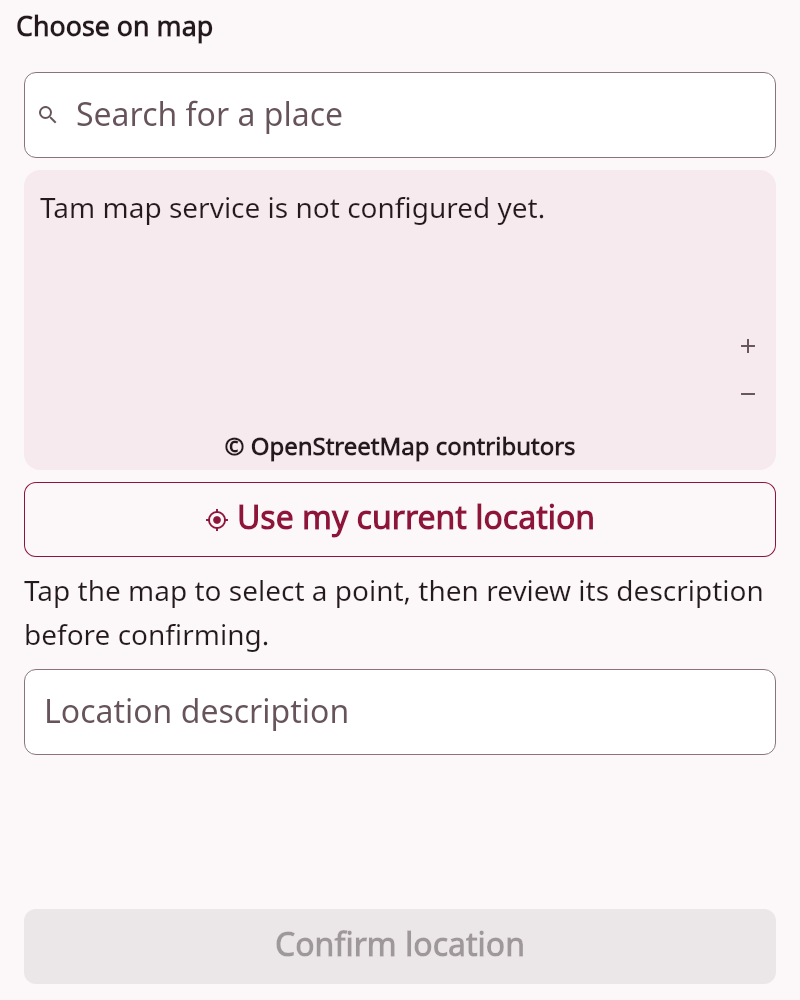 Choose on map
Search for a place
Tam map service is not configured yet.
© OpenStreetMap contributors
Use my current location
Tap the map to select a point, then review its description
before confirming.
Location description
Confirm location